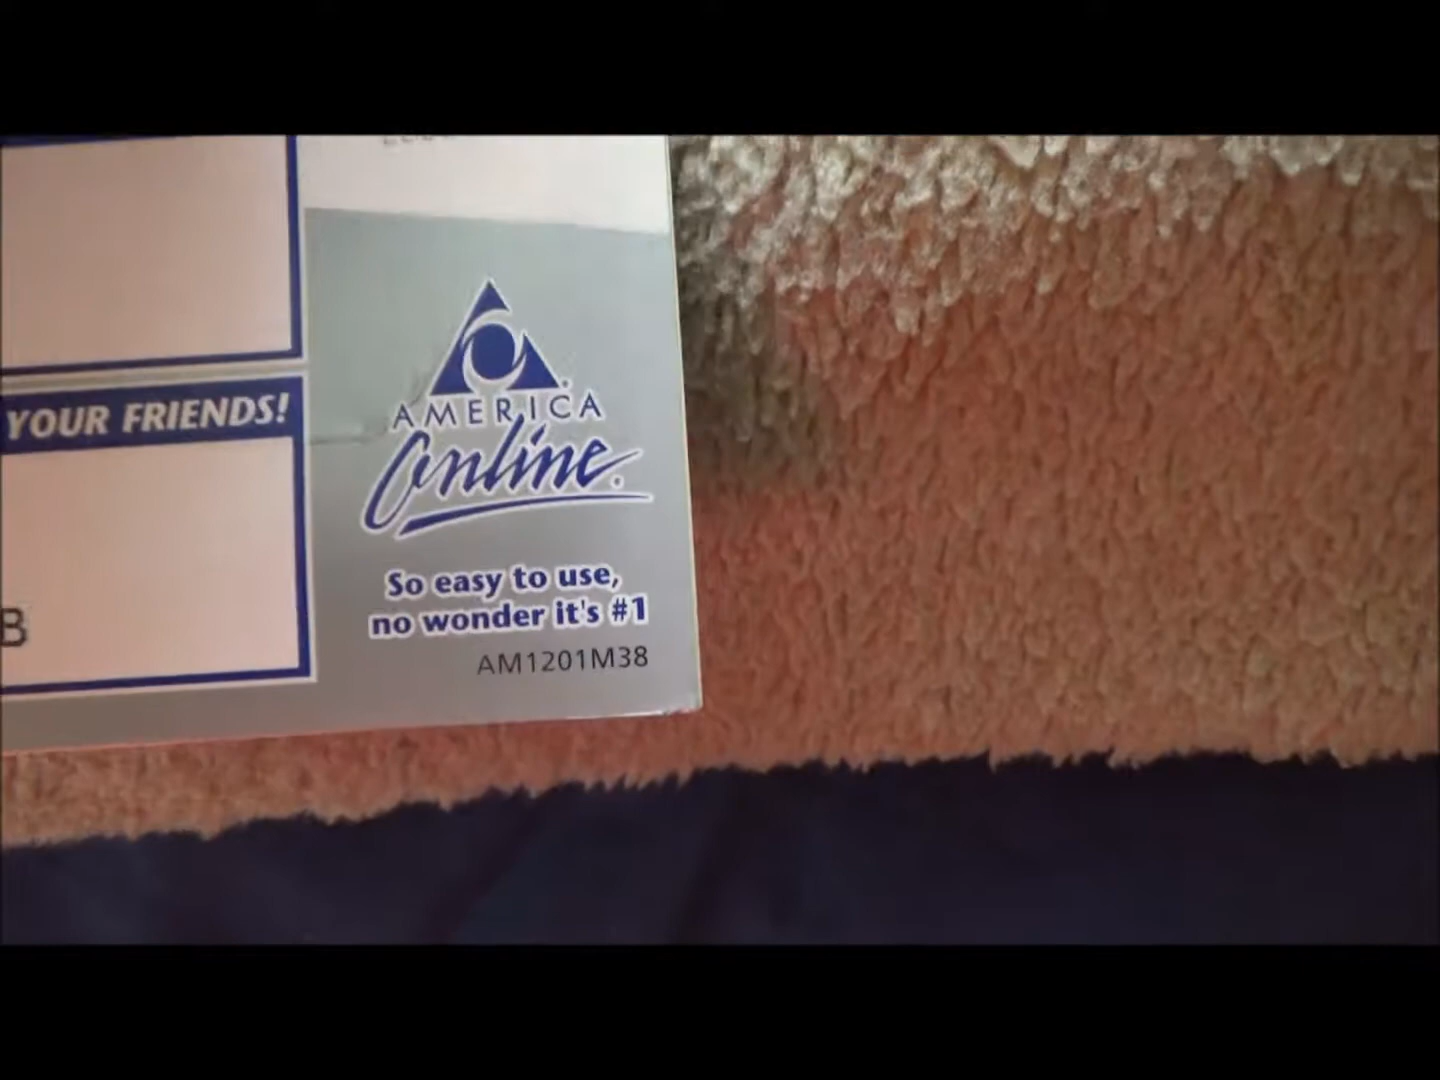 YOUR FRIENDS!
B
AMERICA
Online.
So easy to use,
no wonder it's #1
AM1201M38